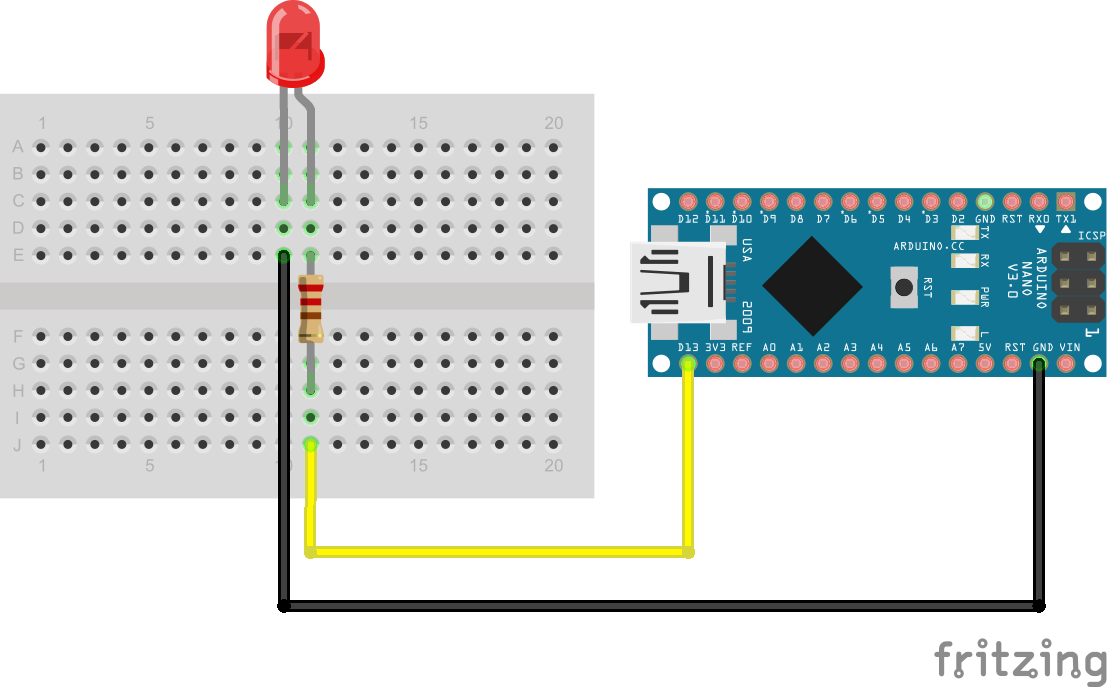 1 5 10 15 20
A
B
C
D
E
F
G
H
I
J
1 5 10 15 20
D12 D11 D10 D9 D8 D7 D6 D5 D4 D3 D2 GND RST RX0 TX1
USA
2009
ARDUINO.CC
RST
TX
RX
PWR
L
ARDUINO
NANO
V3.0
ICSP
1
D13 3V3 REF A0 A1 A2 A3 A4 A5 A6 A7 5V RST GND VIN
fritzing